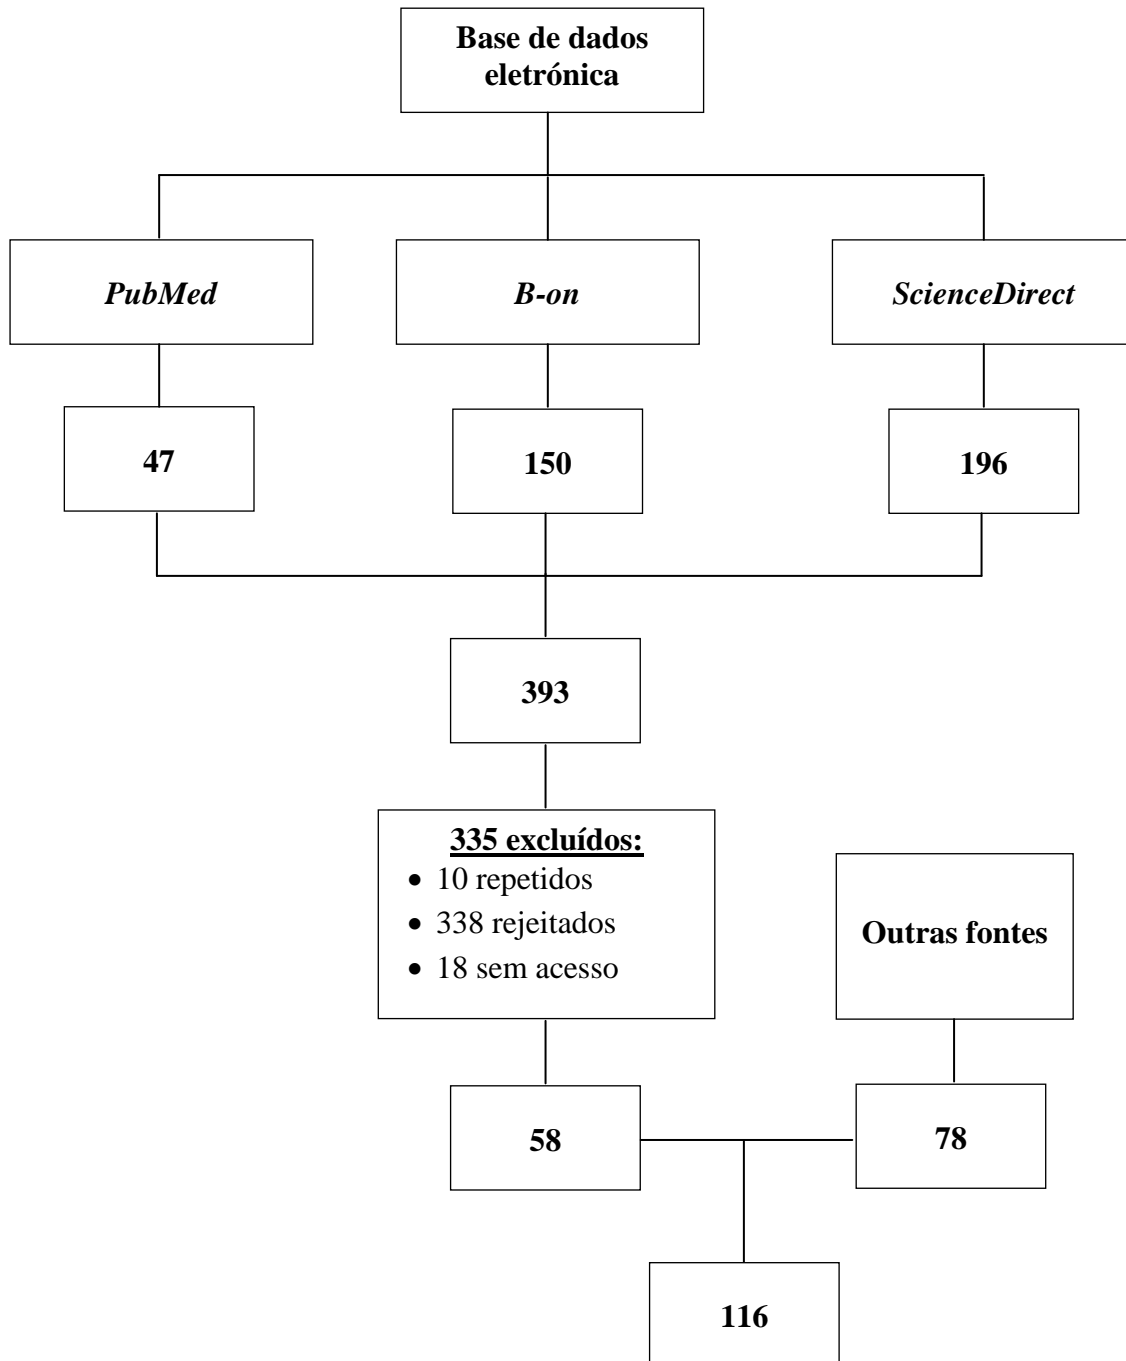 Base de dados
eletrónica
PubMed
B-on
ScienceDirect
47
150
196
393
335 excluídos:
• 10 repetidos
• 338 rejeitados
• 18 sem acesso
Outras fontes
58
78
116